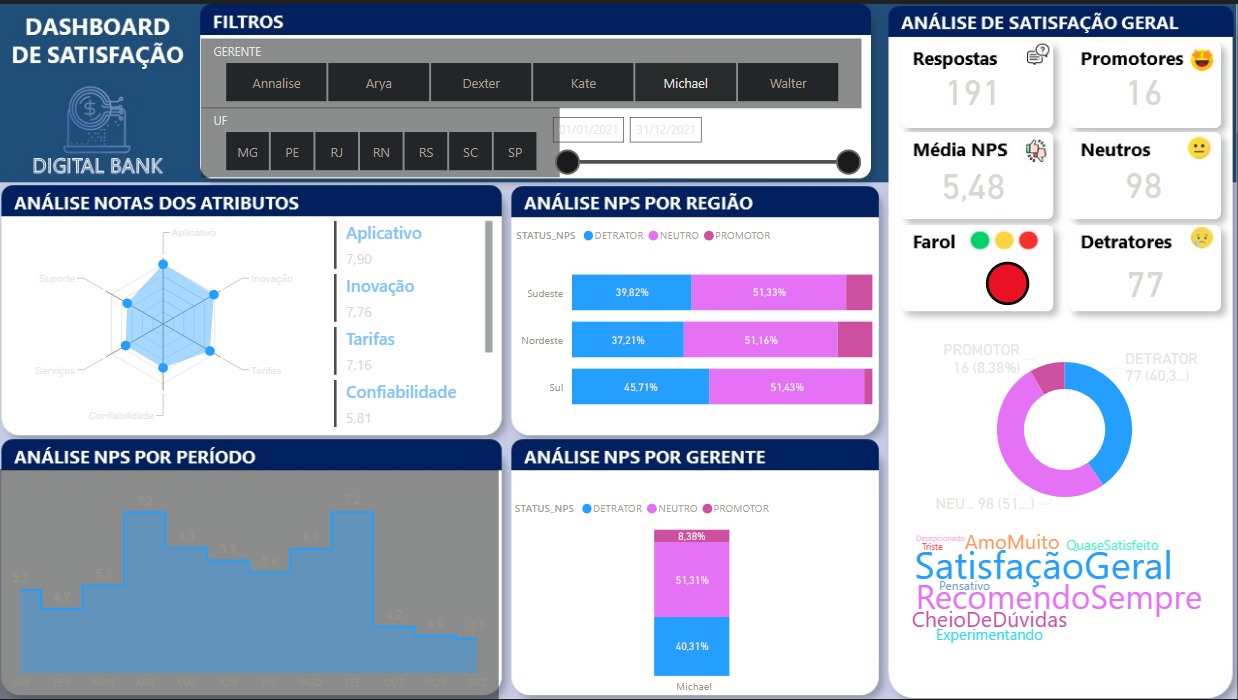 DASHBOARD
DE SATISFAÇÃO
DIGITAL BANK
FILTROS
GERENTE
Annalise
Arya
Dexter
Kate
Michael
Walter
UF
MG
PE
RJ
RN
RS
SC
SP
01/01/2021
31/12/2021
ANÁLISE DE SATISFAÇÃO GERAL
Respostas
191
Promotores
16
Média NPS
5,48
Neutros
98
Farol
Detratores
77
PROMOTOR
16 (8,38%)
DETRATOR
77 (40,3...)
NEU... 98 (51,...)
Decepcionado
Triste
AmoMuito
QuaseSatisfeito
SatisfaçãoGeral
Pensativo
RecomendoSempre
CheioDeDúvidas
Experimentando
ANÁLISE NOTAS DOS ATRIBUTOS
Aplicativo
Inovação
Tarifas
Confiabilidade
Serviços
Suporte
Aplicativo
7,90
Inovação
7,76
Tarifas
7,16
Confiabilidade
5,81
ANÁLISE NPS POR REGIÃO
STATUS_NPS DETRATOR NEUTRO PROMOTOR
Sudeste 39,82% 51,33%
Nordeste 37,21% 51,16%
Sul 45,71% 51,43%
ANÁLISE NPS POR PERÍODO
5,2
4,7
5,3
7,2
6,3
5,9
5,6
7,2
4,2
4,0
3,9
JAN FEV MAR ABR MAI JUN JUL AGO SET OUT NOV DEZ
ANÁLISE NPS POR GERENTE
STATUS_NPS DETRATOR NEUTRO PROMOTOR
8,38%
51,31%
40,31%
Michael